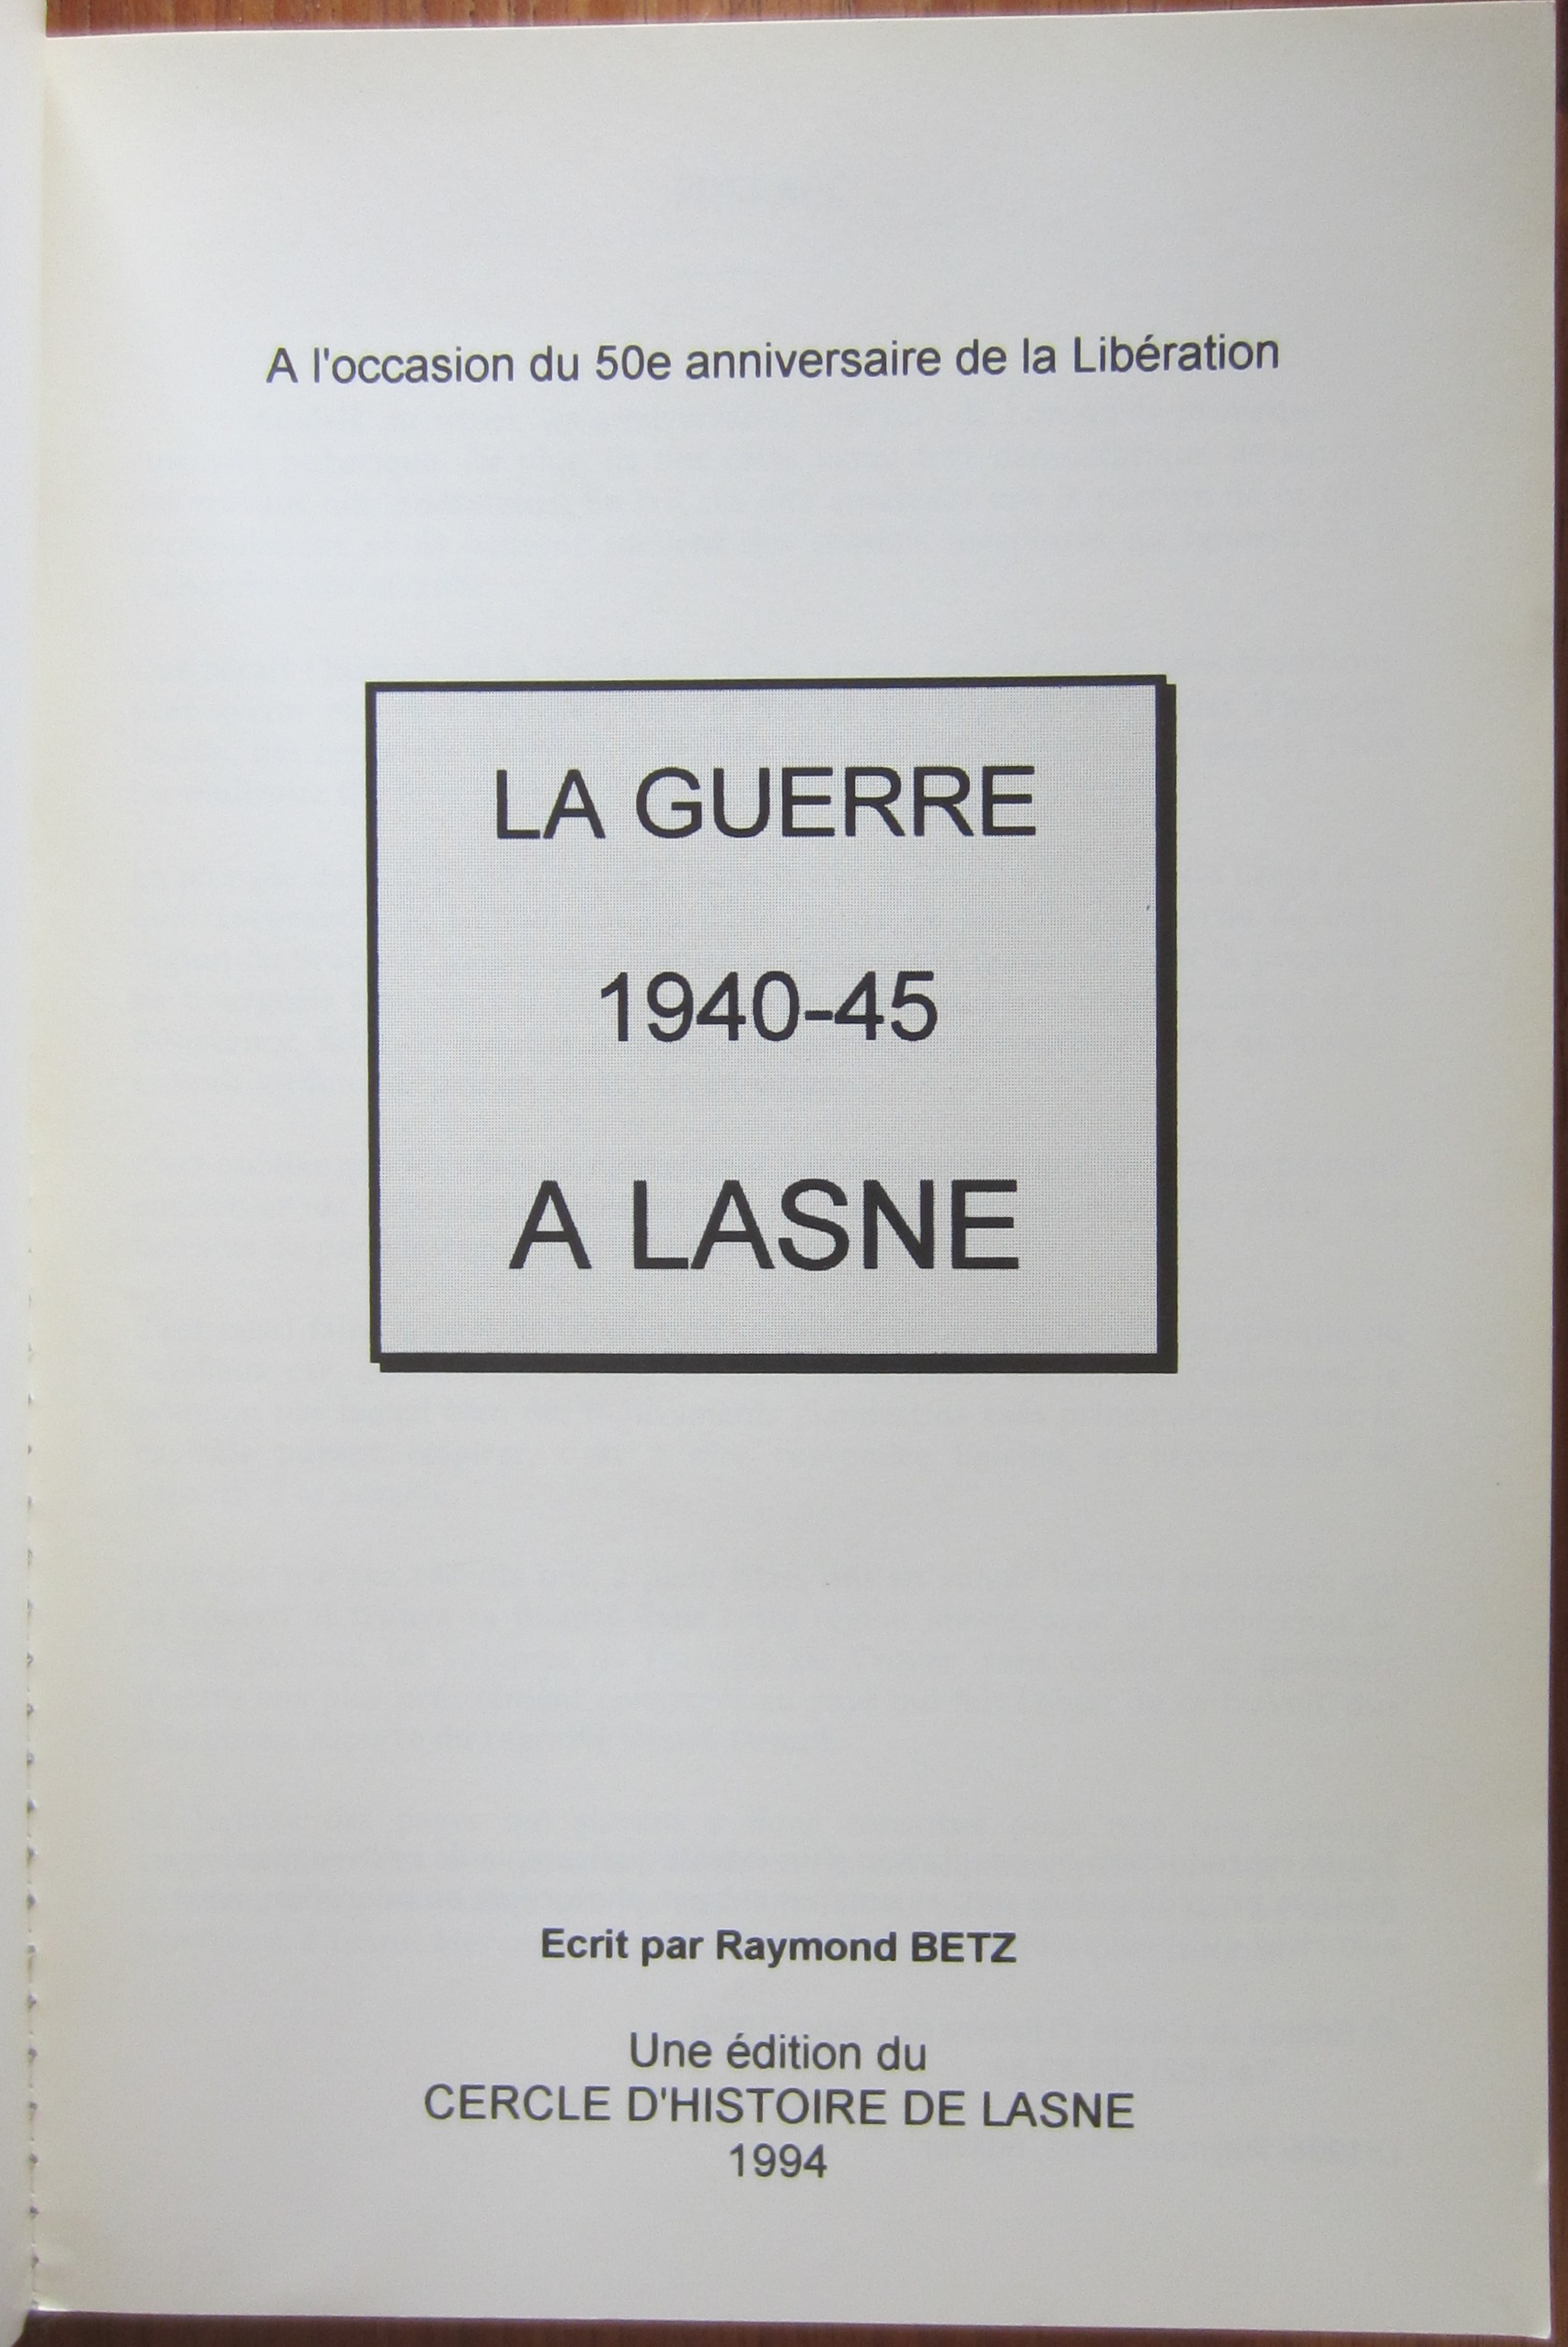 A l'occasion du 50e anniversaire de la Libération
LA GUERRE
1940-45
A LASNE
Ecrit par Raymond BETZ
Une édition du
CERCLE D'HISTOIRE DE LASNE
1994